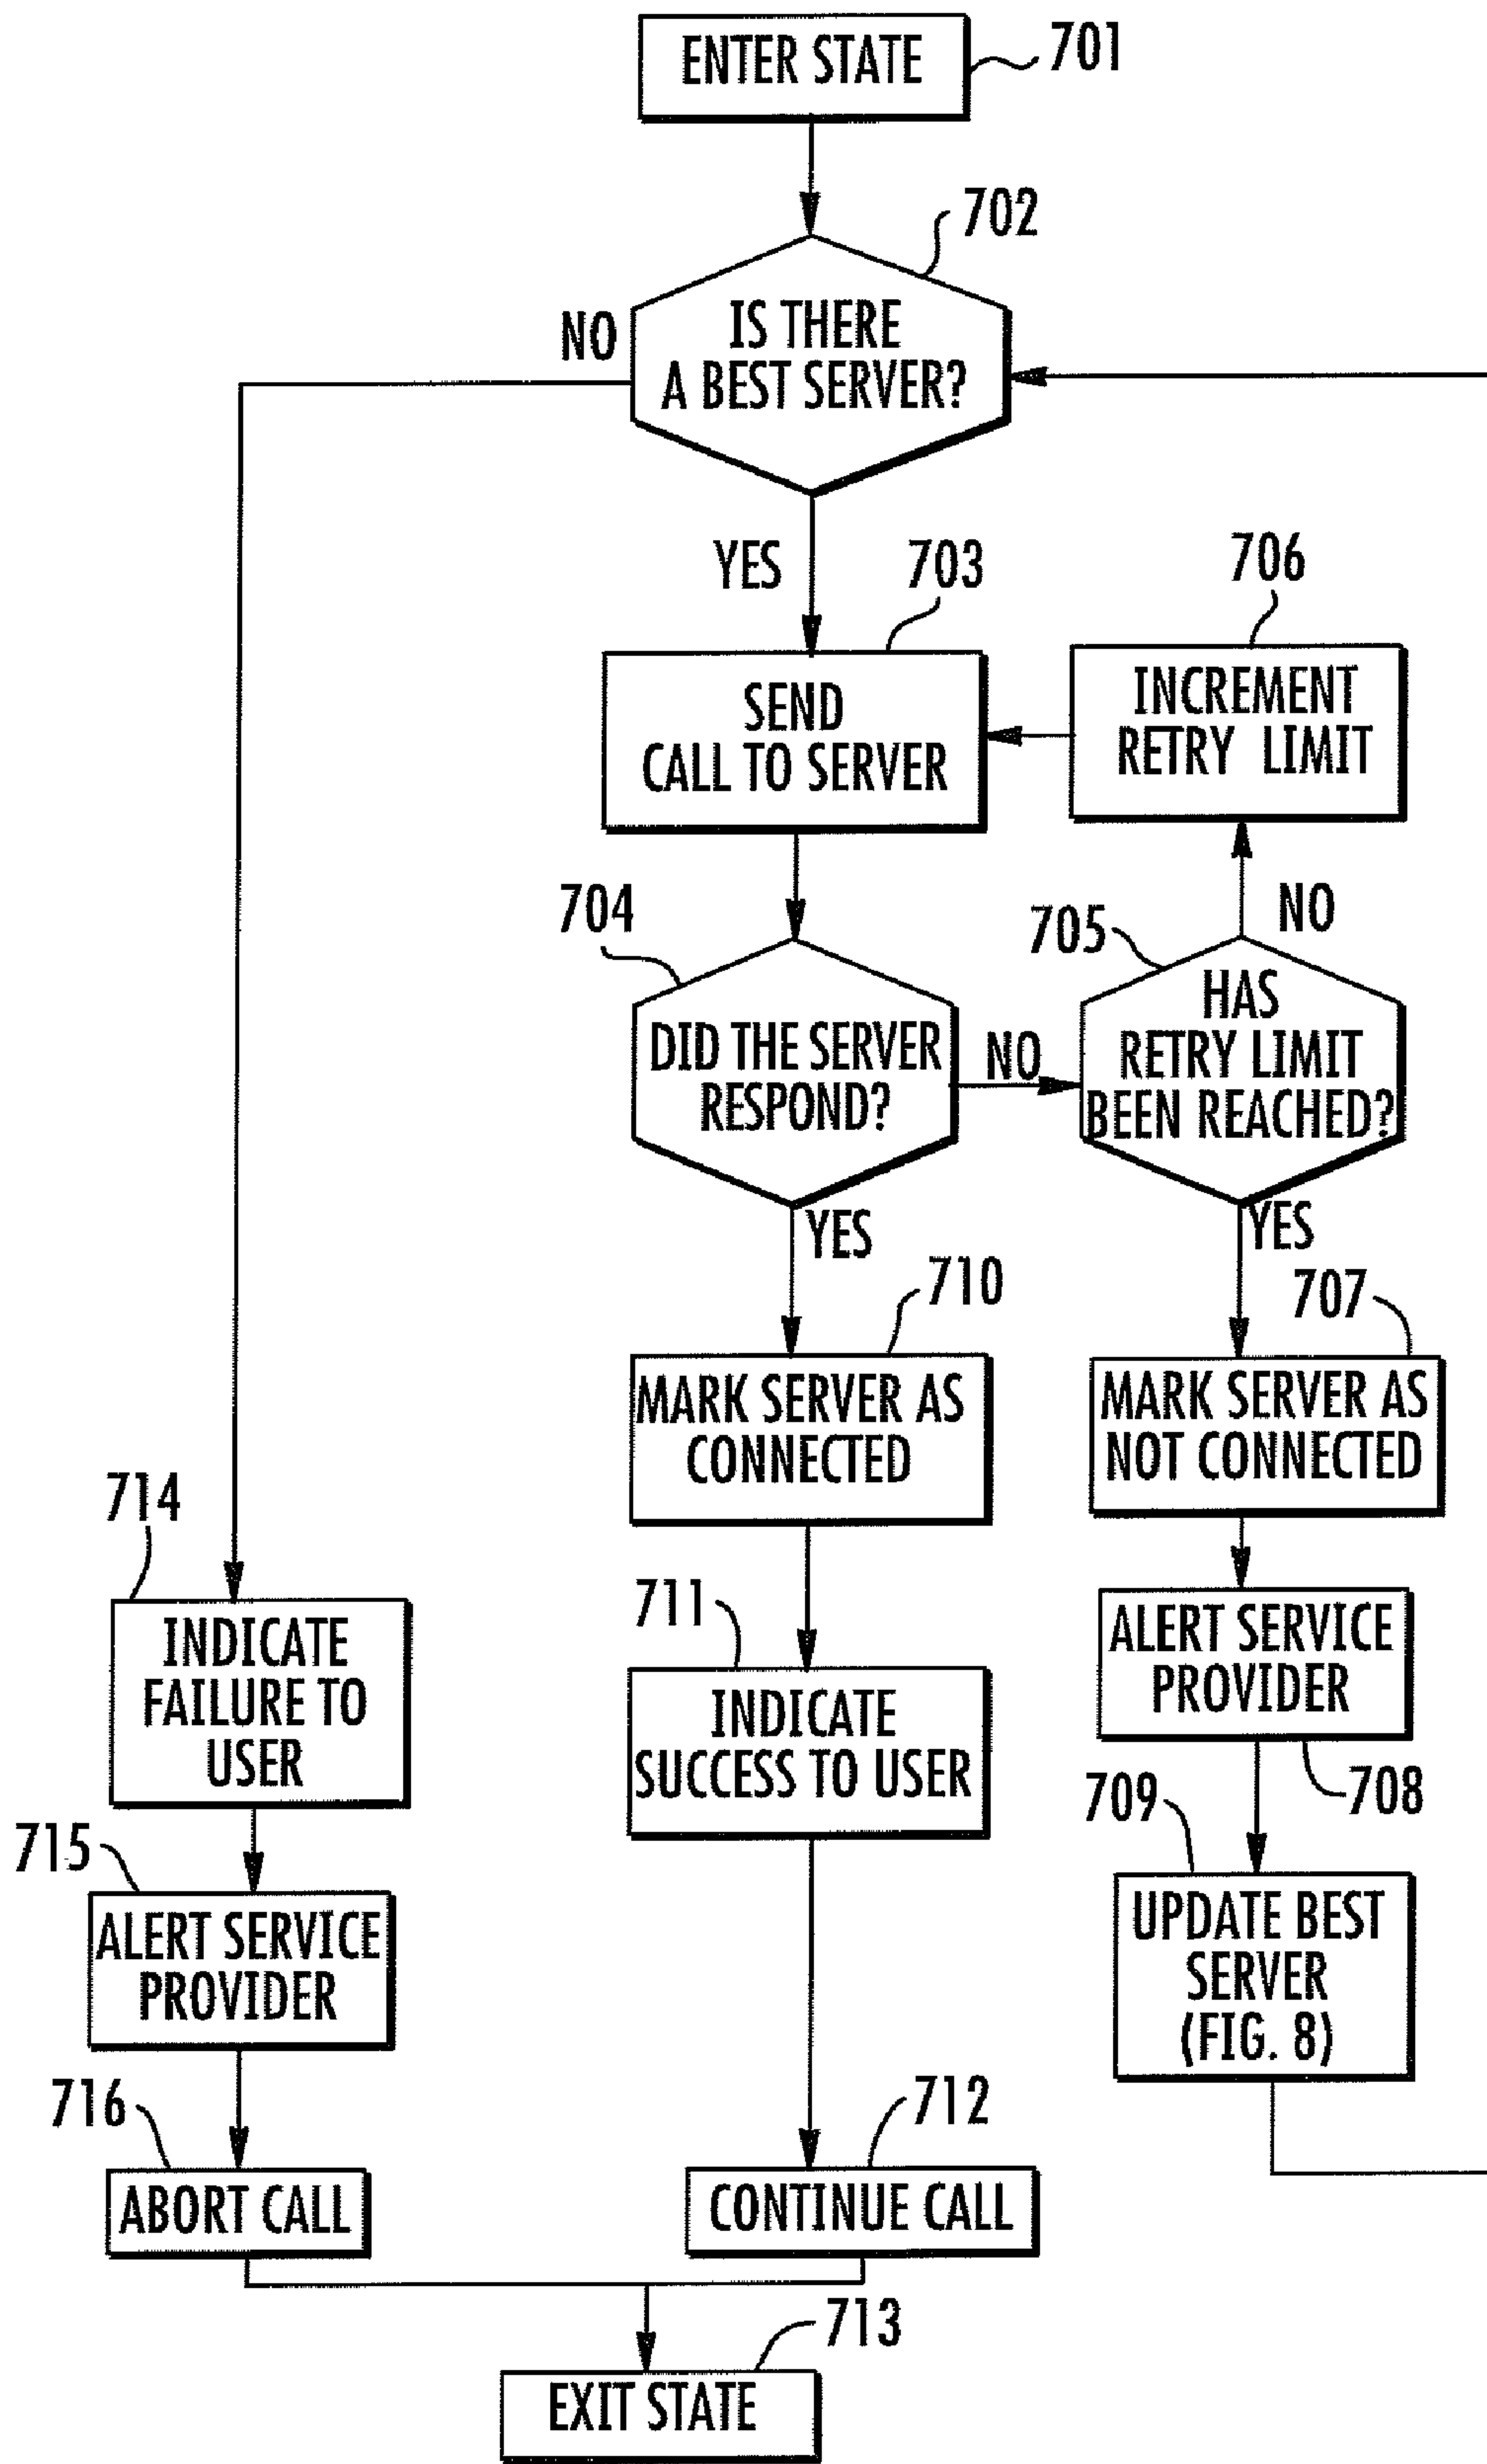 ENTER STATE
701
702
IS THERE
A BEST SERVER?
NO
YES
703
706
SEND
CALL TO SERVER
INCREMENT
RETRY LIMIT
704
705
NO
DID THE SERVER
RESPOND?
NO
HAS
RETRY LIMIT
BEEN REACHED?
YES
YES
710
707
MARK SERVER AS
CONNECTED
MARK SERVER AS
NOT CONNECTED
714
711
INDICATE
FAILURE TO
USER
INDICATE
SUCCESS TO USER
ALERT SERVICE
PROVIDER
708
709
715
ALERT SERVICE
PROVIDER
UPDATE BEST
SERVER
(FIG. 8)
716
712
ABORT CALL
CONTINUE CALL
713
EXIT STATE